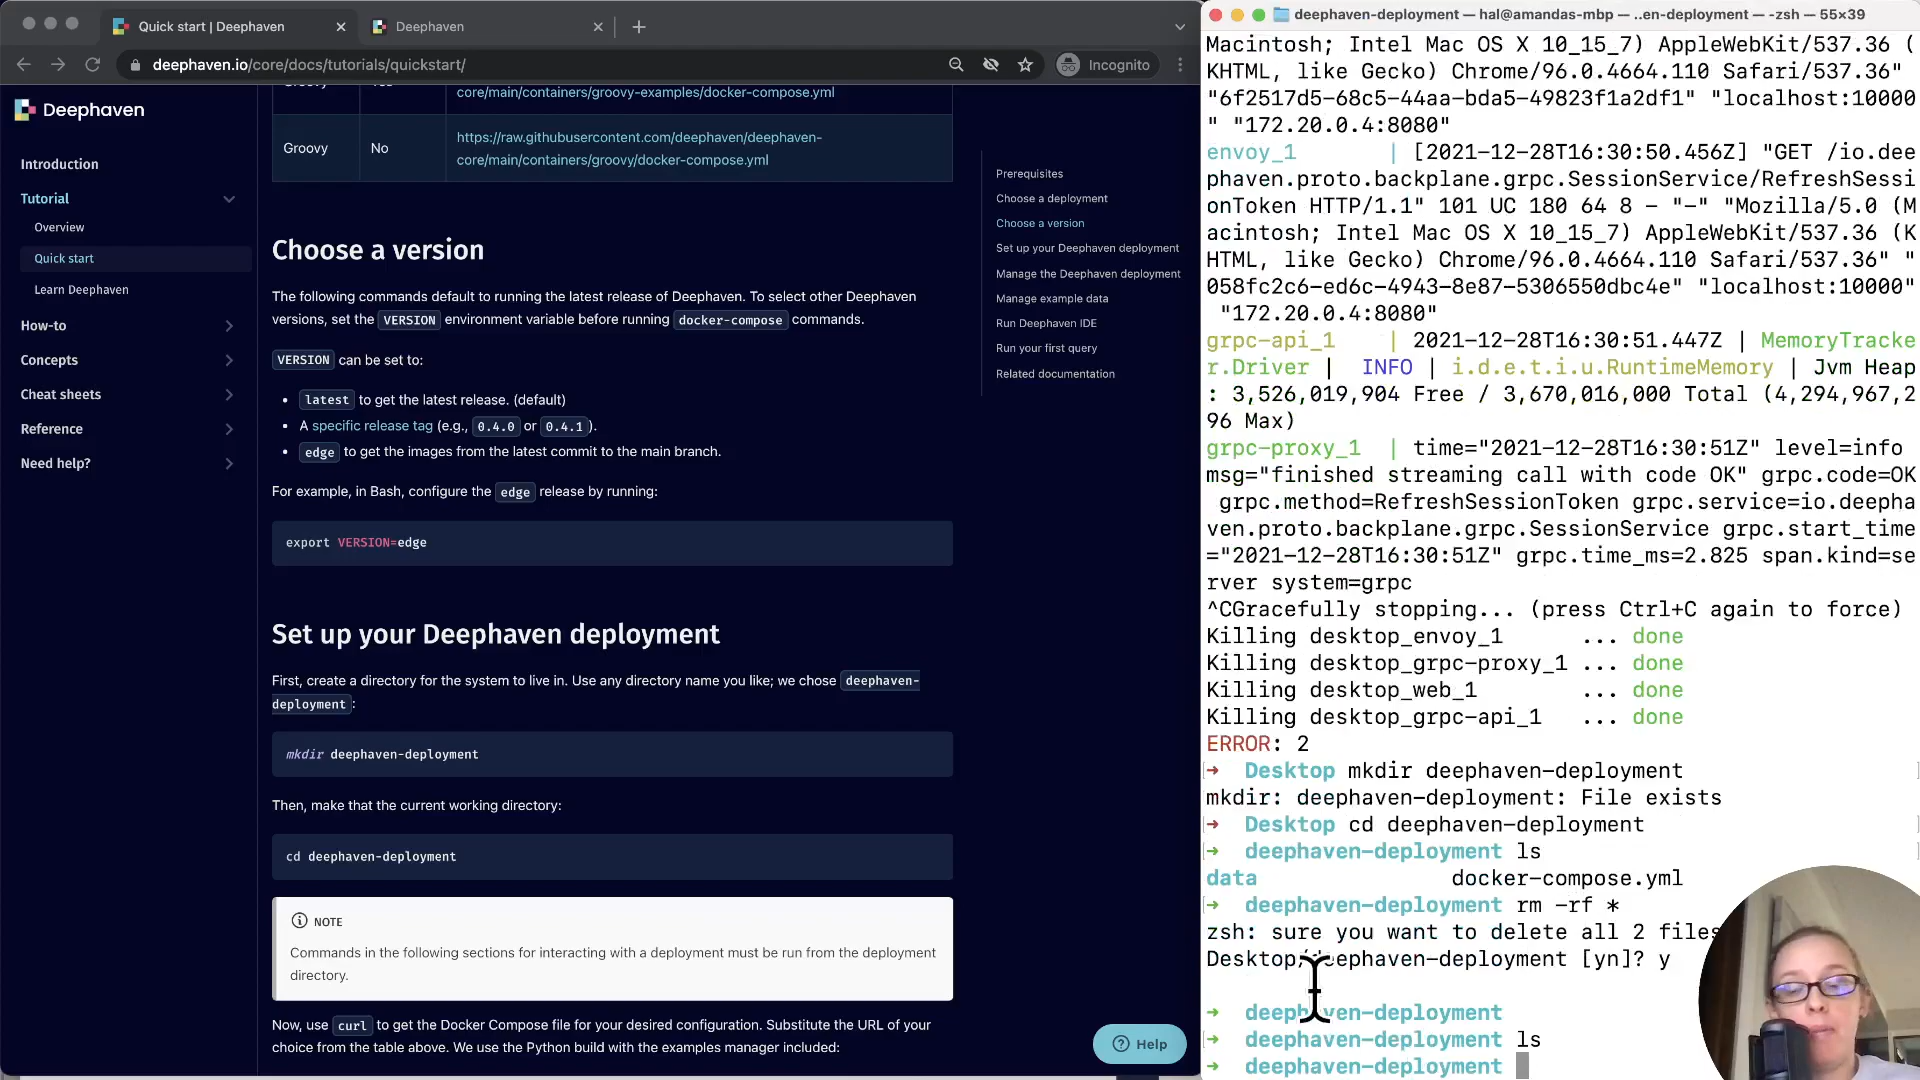 Quick start | Deephaven
Deephaven
deephaven-deployment — hal@amandas-mbp — ..en-deployment — -zsh — 55×39
deephaven.io/core/docs/tutorials/quickstart/
Incognito
Deephaven
Introduction
Tutorial
Overview
Quick start
Learn Deephaven
How-to
Concepts
Cheat sheets
Reference
Need help?
core/main/containers/groovy-examples/docker-compose.yml
Groovy No https://raw.githubusercontent.com/deephaven/deephaven-
core/main/containers/groovy/docker-compose.yml
Choose a version
The following commands default to running the latest release of Deephaven. To select other Deephaven
versions, set the VERSION environment variable before running docker-compose commands.
VERSION can be set to:
• latest to get the latest release. (default)
• A specific release tag (e.g., 0.4.0 or 0.4.1).
• edge to get the images from the latest commit to the main branch.
For example, in Bash, configure the edge release by running:
export VERSION=edge
Set up your Deephaven deployment
First, create a directory for the system to live in. Use any directory name you like; we chose deephaven-
deployment:
mkdir deephaven-deployment
Then, make that the current working directory:
cd deephaven-deployment
NOTE
Commands in the following sections for interacting with a deployment must be run from the deployment
directory.
Now, use curl to get the Docker Compose file for your desired configuration. Substitute the URL of your
choice from the table above. We use the Python build with the examples manager included:
Prerequisites
Choose a deployment
Choose a version
Set up your Deephaven deployment
Manage the Deephaven deployment
Manage example data
Run Deephaven IDE
Run your first query
Related documentation
Help
Macintosh; Intel Mac OS X 10_15_7) AppleWebKit/537.36 (
KHTML, like Gecko) Chrome/96.0.4664.110 Safari/537.36"
"6f2517d5-68c5-44aa-bda5-49823f1a2df1" "localhost:10000
" "172.20.0.4:8080"
envoy_1 | [2021-12-28T16:30:50.456Z] "GET /io.dee
phaven.proto.backplane.grpc.SessionService/RefreshSessi
onToken HTTP/1.1" 101 UC 180 64 8 - "-" "Mozilla/5.0 (M
acintosh; Intel Mac OS X 10_15_7) AppleWebKit/537.36 (K
HTML, like Gecko) Chrome/96.0.4664.110 Safari/537.36" "
058fc2c6-ed6c-4943-8e87-5306550dbc4e" "localhost:10000"
"172.20.0.4:8080"
grpc-api_1 | 2021-12-28T16:30:51.447Z | MemoryTracke
r.Driver | INFO | i.d.e.t.i.u.RuntimeMemory | Jvm Heap
: 3,526,019,904 Free / 3,670,016,000 Total (4,294,967,2
96 Max)
grpc-proxy_1 | time="2021-12-28T16:30:51Z" level=info
msg="finished streaming call with code OK" grpc.code=OK
grpc.method=RefreshSessionToken grpc.service=io.deepha
ven.proto.backplane.grpc.SessionService grpc.start_time
="2021-12-28T16:30:51Z" grpc.time_ms=2.825 span.kind=se
rver system=grpc
^CGracefully stopping... (press Ctrl+C again to force)
Killing desktop_envoy_1 ... done
Killing desktop_grpc-proxy_1 ... done
Killing desktop_web_1 ... done
Killing desktop_grpc-api_1 ... done
ERROR: 2
➜ Desktop mkdir deephaven-deployment
mkdir: deephaven-deployment: File exists
➜ Desktop cd deephaven-deployment
➜ deephaven-deployment ls
data docker-compose.yml
➜ deephaven-deployment rm -rf *
zsh: sure you want to delete all 2 files
Desktop/deephaven-deployment [yn]? y
➜ deephaven-deployment
➜ deephaven-deployment ls
➜ deephaven-deployment